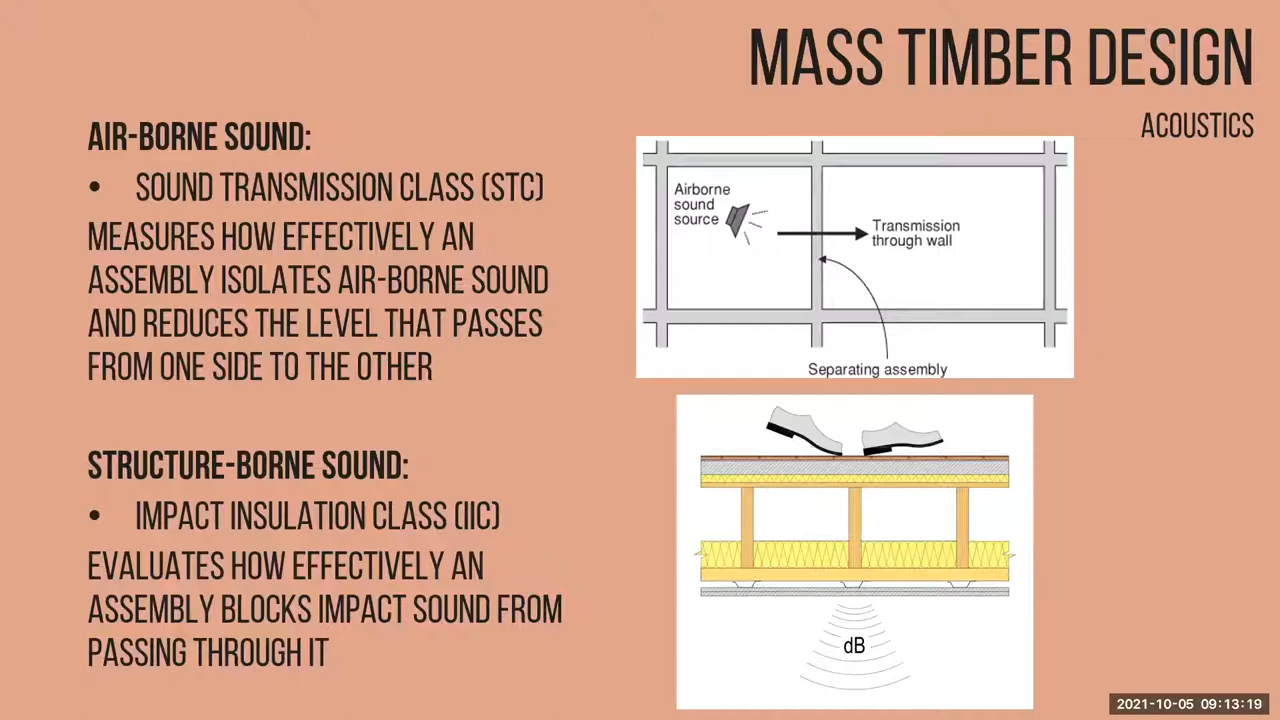 MASS TIMBER DESIGN
ACOUSTICS
AIR-BORNE SOUND:
• SOUND TRANSMISSION CLASS (STC)
MEASURES HOW EFFECTIVELY AN
ASSEMBLY ISOLATES AIR-BORNE SOUND
AND REDUCES THE LEVEL THAT PASSES
FROM ONE SIDE TO THE OTHER
STRUCTURE-BORNE SOUND:
• IMPACT INSULATION CLASS (IIC)
EVALUATES HOW EFFECTIVELY AN
ASSEMBLY BLOCKS IMPACT SOUND FROM
PASSING THROUGH IT
Airborne
sound
source
Transmission
through wall
Separating assembly
dB
2021-10-05 09:13:19